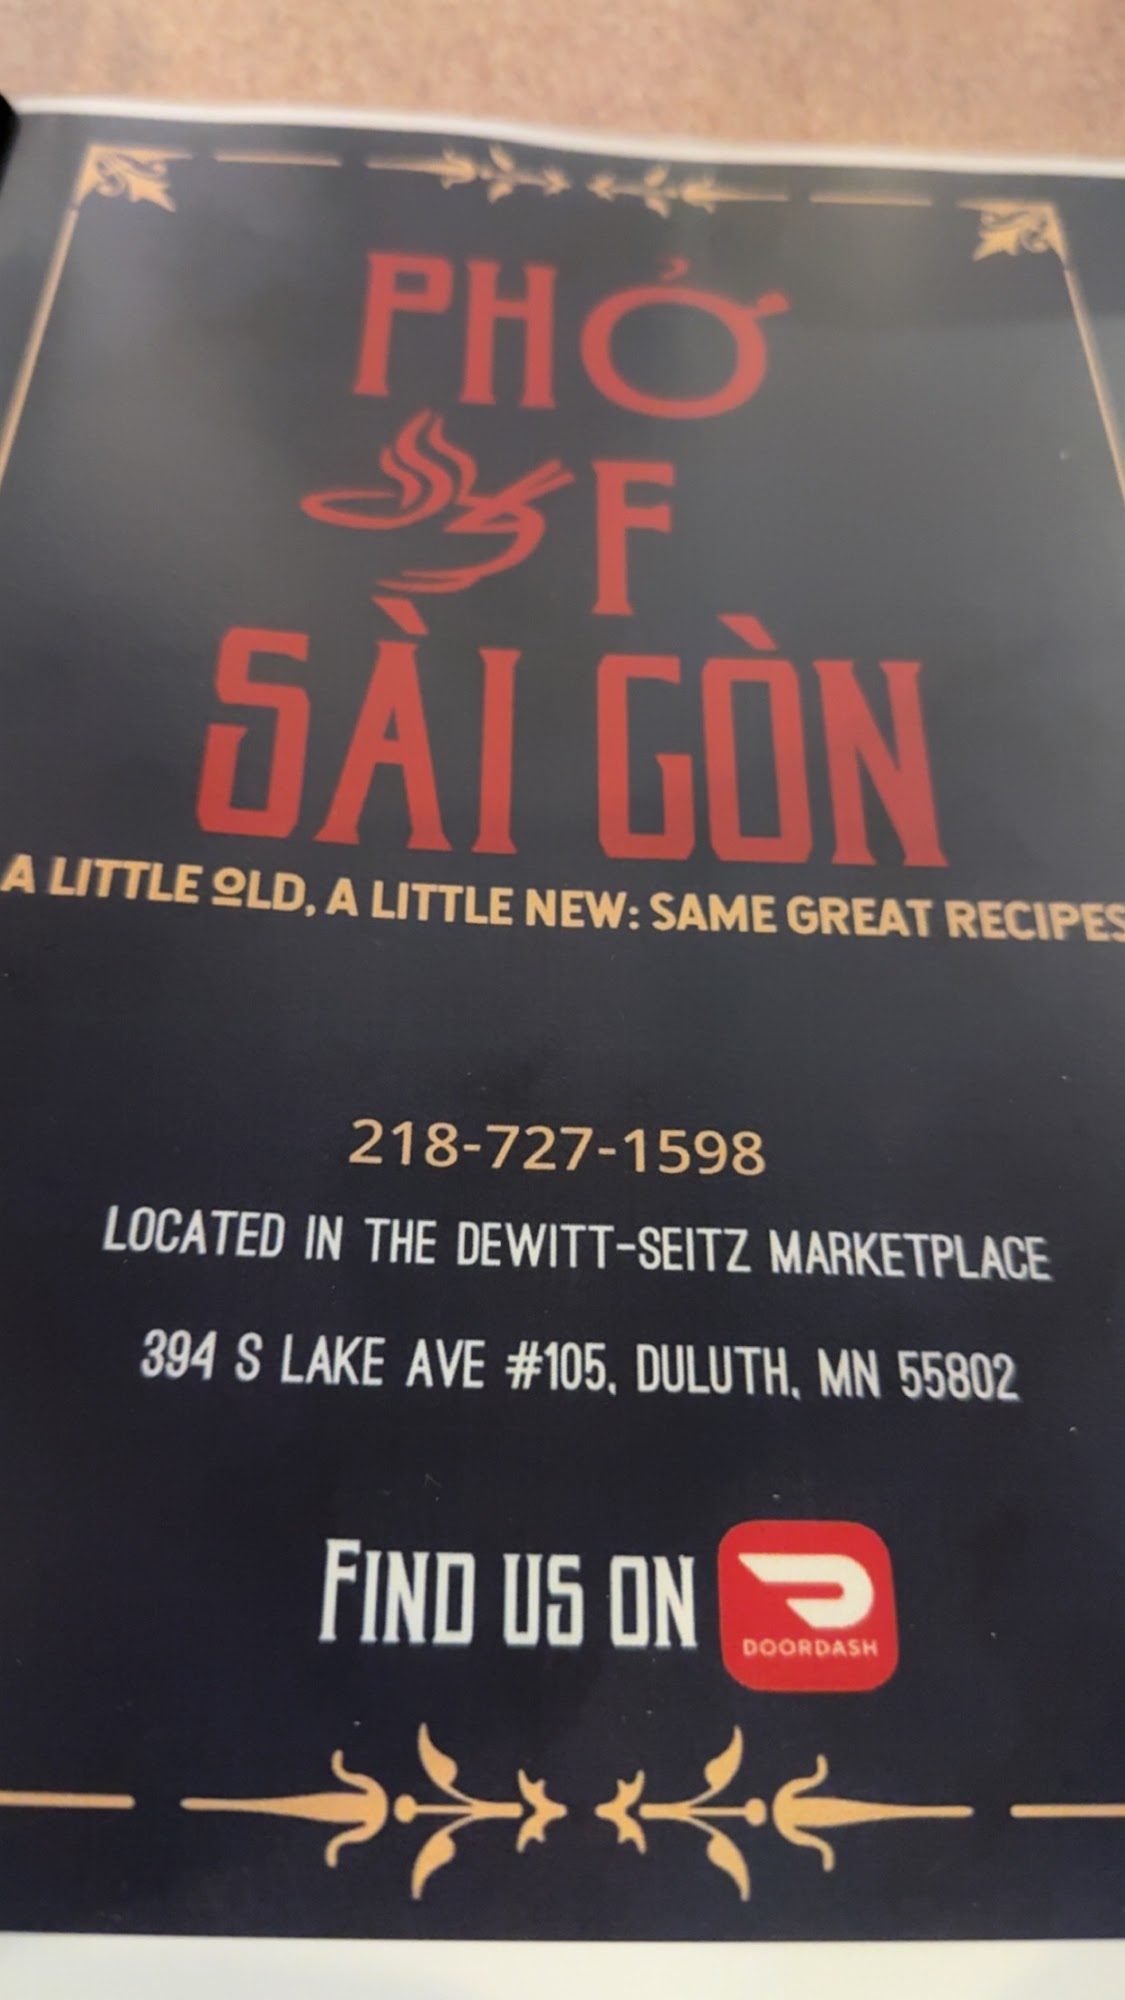 PHỞ
F
SÀI GÒN
A LITTLE OLD, A LITTLE NEW: SAME GREAT RECIPES
218-727-1598
LOCATED IN THE DEWITT-SEITZ MARKETPLACE
394 S LAKE AVE #105, DULUTH, MN 55802
FIND US ON
DOORDASH